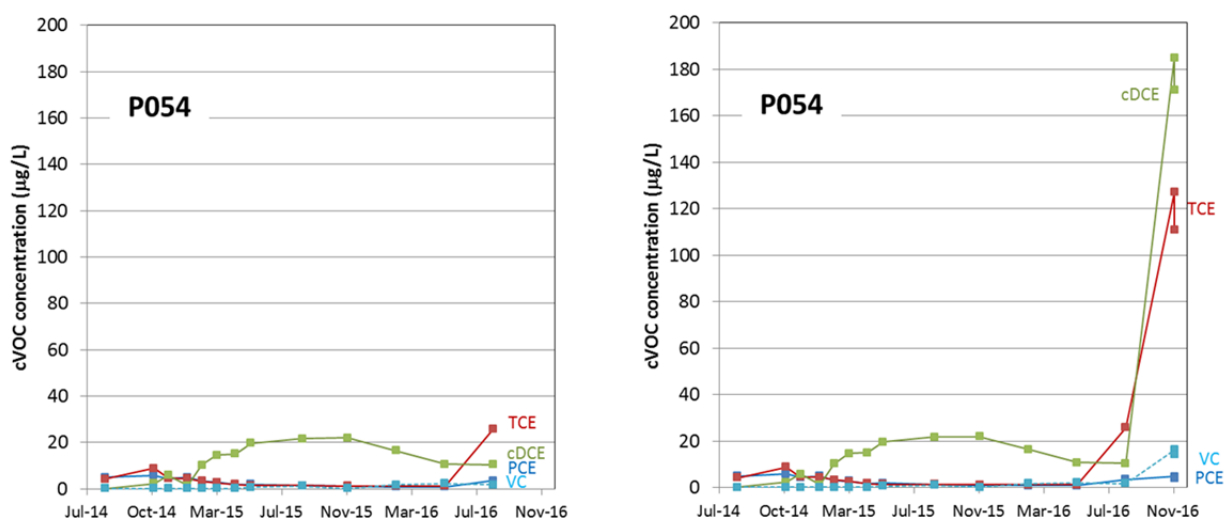 200
180
160
140
120
100
80
60
40
20
0
cVOC concentration (µg/L)
P054
TCE
cDCE
PCE
VC
Jul-14 Oct-14 Mar-15 Jul-15 Nov-15 Mar-16 Jul-16 Nov-16
200
180
160
140
120
100
80
60
40
20
0
cVOC concentration (µg/L)
P054
cDCE
TCE
VC
PCE
Jul-14 Oct-14 Mar-15 Jul-15 Nov-15 Mar-16 Jul-16 Nov-16